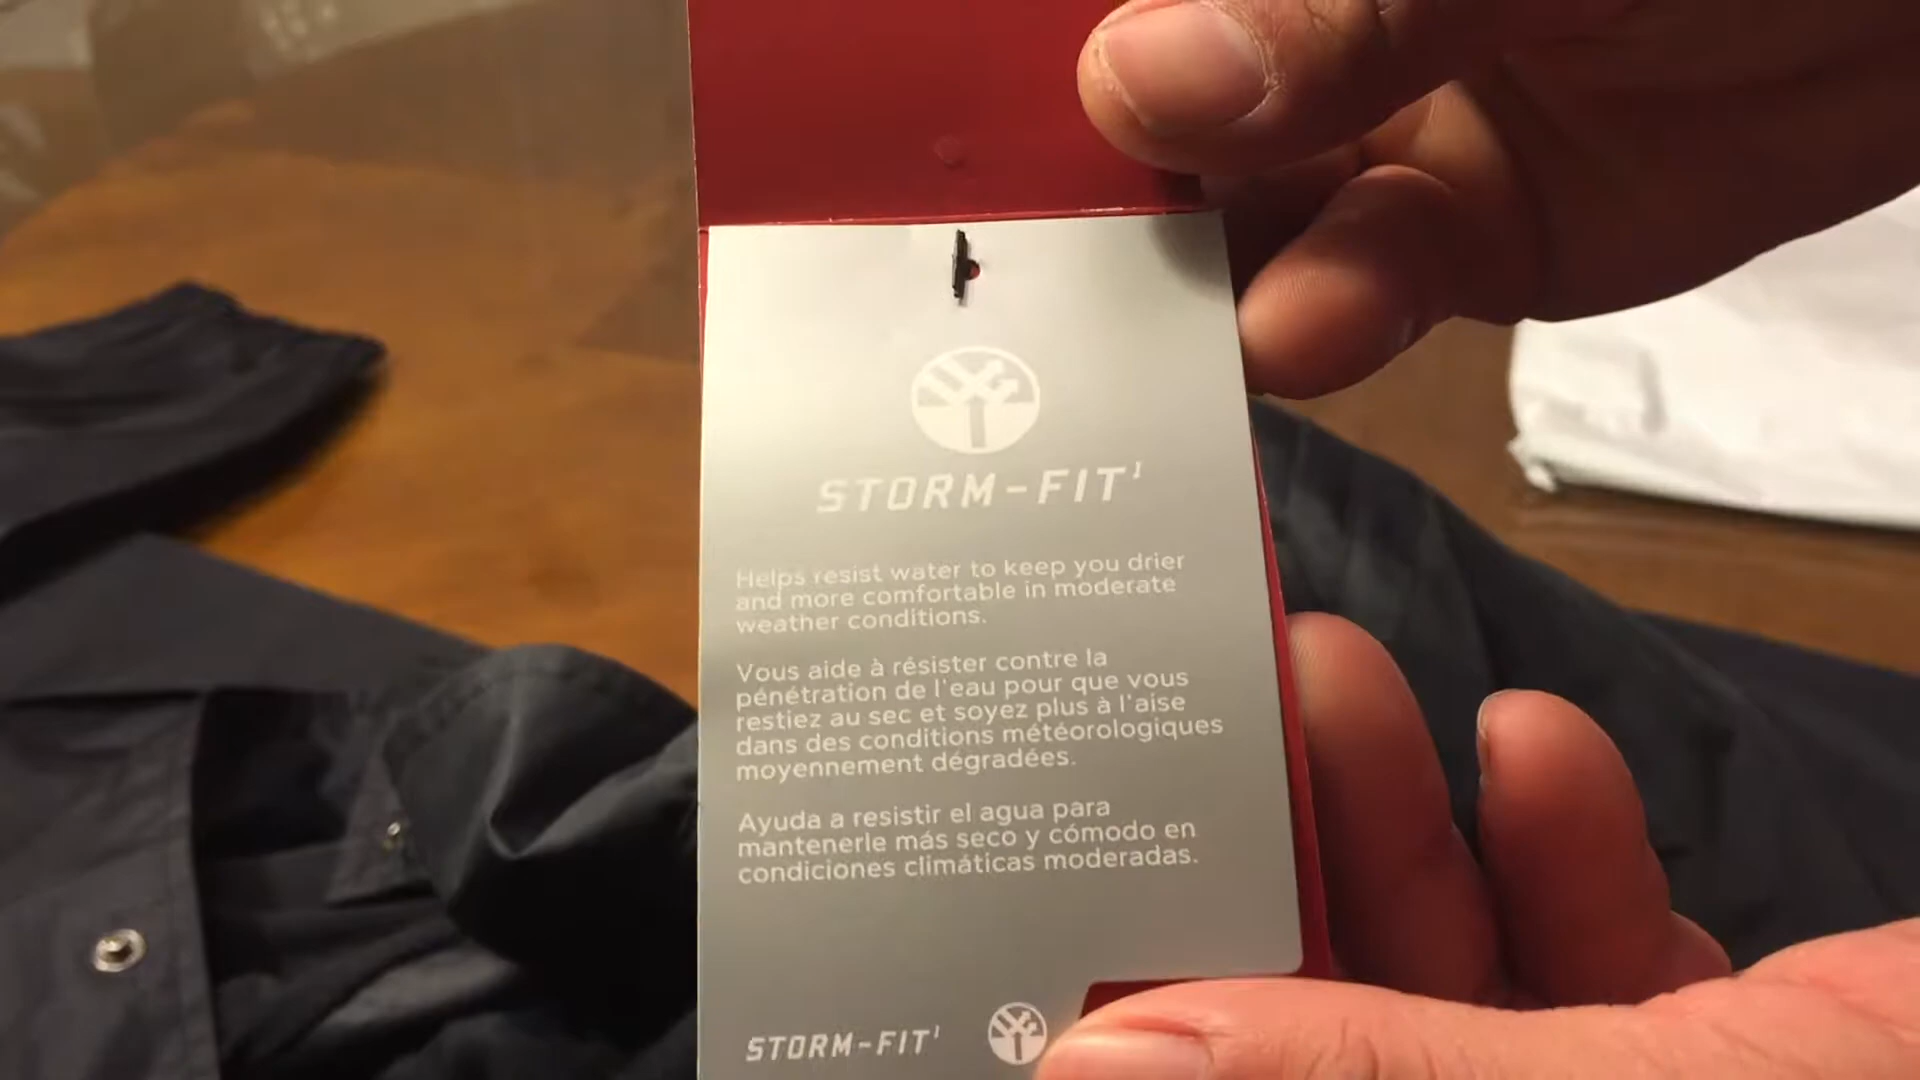 STORM-FIT¹
Helps resist water to keep you drier
and more comfortable in moderate
weather conditions.
Vous aide à résister contre la
pénétration de l'eau pour que vous
restiez au sec et soyez plus à l'aise
dans des conditions météorologiques
moyennement dégradées.
Ayuda a resistir el agua para
mantenerle más seco y cómodo en
condiciones climáticas moderadas.
STORM-FIT¹